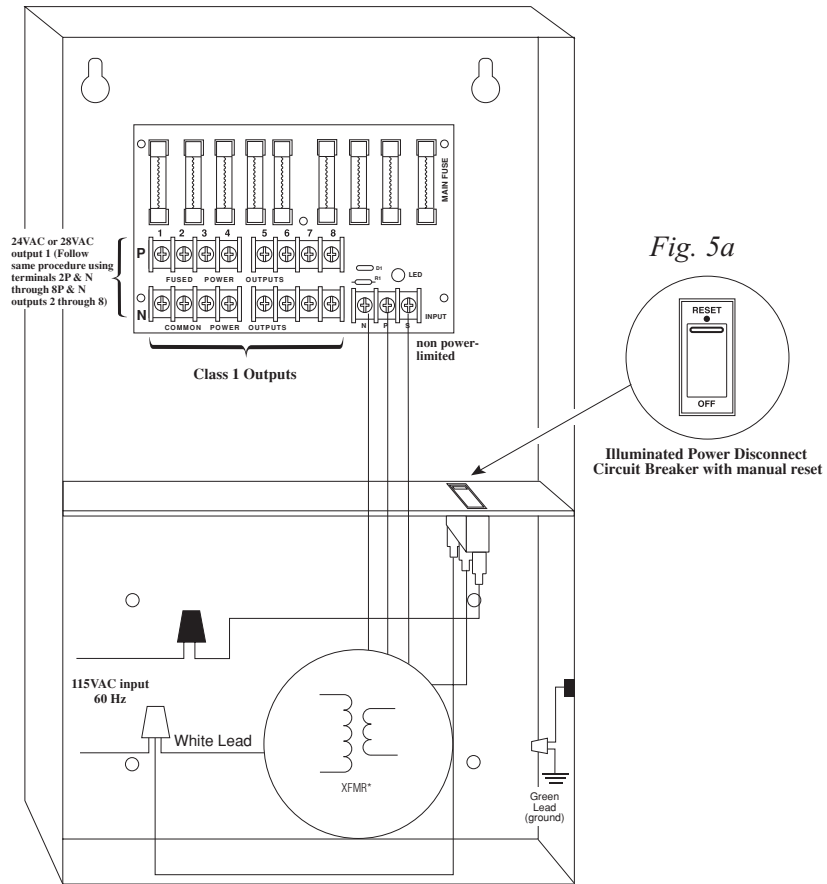 MAIN FUSE
1 2 3 4 5 6 7 8
24VAC or 28VAC
output 1 (Follow
same procedure using
terminals 2P & N
through 8P & N
outputs 2 through 8)
P
FUSED POWER OUTPUTS
D1
R1
LED
N
COMMON POWER OUTPUTS
N P S
INPUT
non power-
limited
Class 1 Outputs
Fig. 5a
RESET
OFF
Illuminated Power Disconnect
Circuit Breaker with manual reset
115VAC input
60 Hz
White Lead
XFMR*
Green
Lead
(ground)